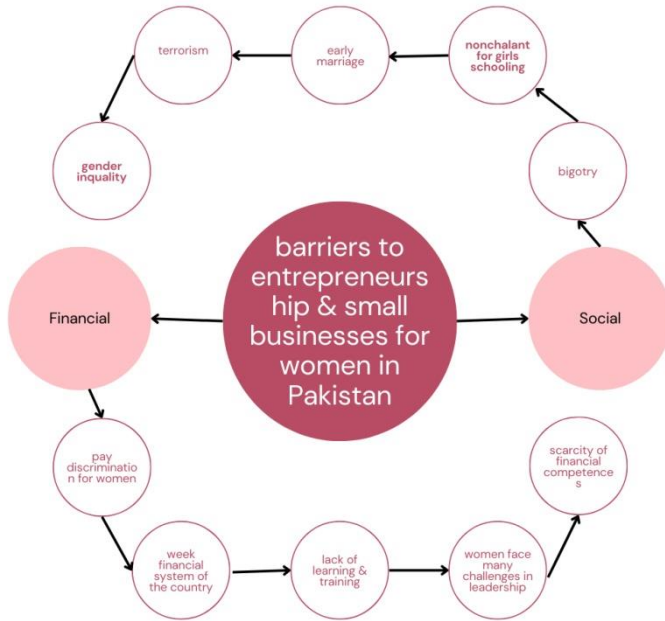 terrorism
early
marriage
nonchalant
for girls
schooling
gender
inquality
bigotry
barriers to
entrepreneurs
hip & small
businesses for
women in
Pakistan
Financial
Social
pay
discriminatio
n for women
scarcity of
financial
competence
s
week
financial
system of
the country
lack of
learning &
training
women face
many
challenges in
leadership